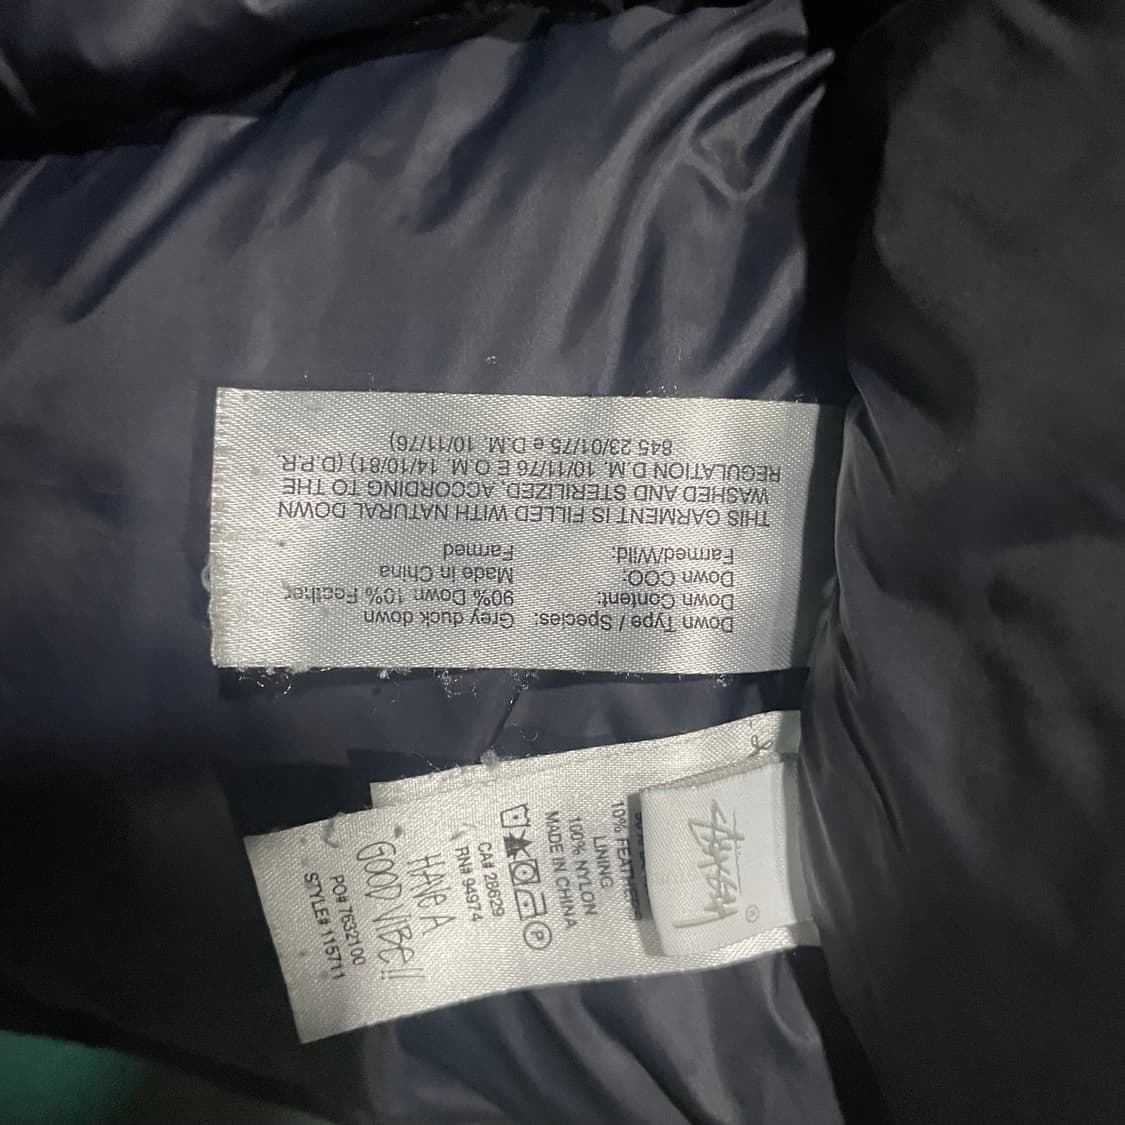 Down Type / Species: Grey duck down
Down Content: 90% Down 10% Feather
Down COO: Made in China
Farmed/Wild: Farmed
THIS GARMENT IS FILLED WITH NATURAL DOWN
WASHED AND STERILIZED, ACCORDING TO THE
REGULATION D.M. 10/11/76 E O.M. 14/10/81) (D.P.R.
845 23/01/75 e D.M. 10/11/76)
STÜSSY
®
LINING
100% NYLON
MADE IN CHINA
P
CA# 28629
RN# 94974
HAVE A
GOOD VIBE!!
PO# 7632100
STYLE# 115711